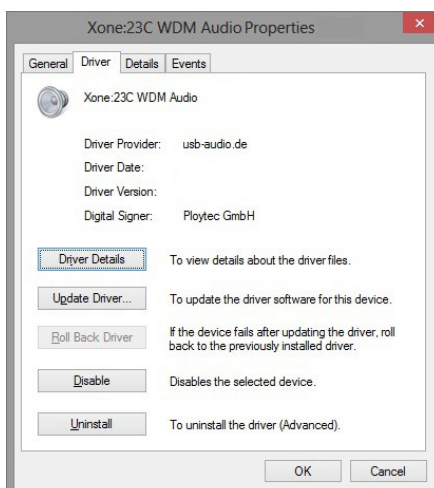 Xone:23C WDM Audio Properties
General Driver Details Events
Xone:23C WDM Audio
Driver Provider: usb-audio.de
Driver Date:
Driver Version:
Digital Signer: Ploytec GmbH
Driver Details To view details about the driver files.
Update Driver... To update the driver software for this device.
Roll Back Driver If the device fails after updating the driver, roll
back to the previously installed driver.
Disable Disables the selected device.
Uninstall To uninstall the driver (Advanced).
OK Cancel